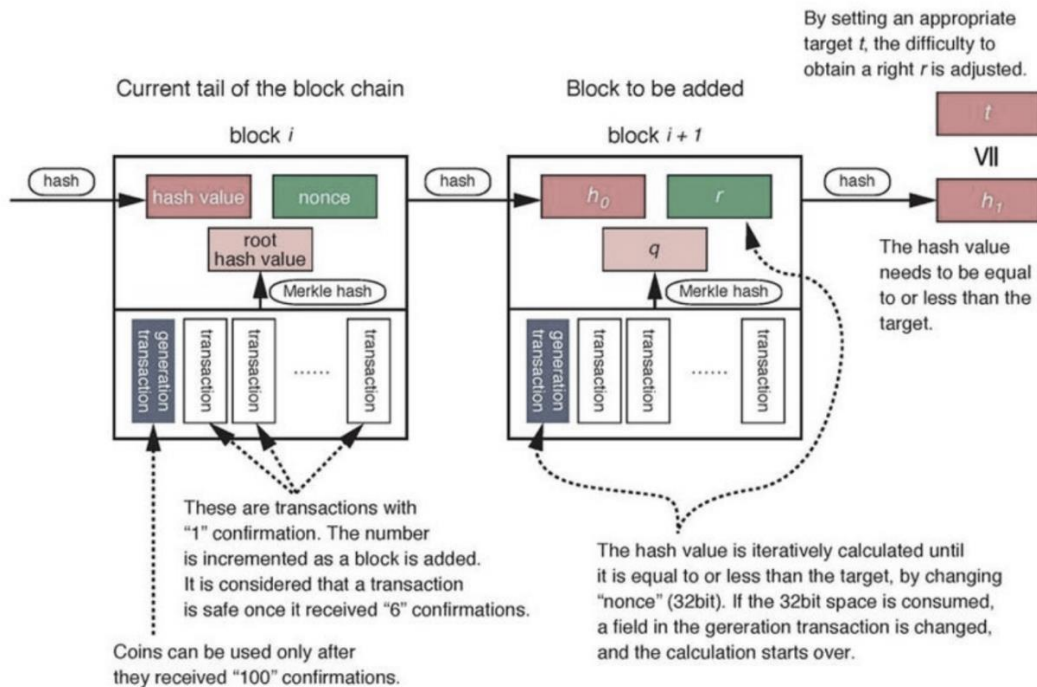 By setting an appropriate
target t, the difficulty to
obtain a right r is adjusted.
Current tail of the block chain
Block to be added
block i
block i + 1
t
VII
hash
hash value
nonce
hash
h0
r
hash
h1
root
hash value
q
The hash value
needs to be equal
to or less than the
target.
Merkle hash
Merkle hash
generation
transaction
transaction
transaction
......
transaction
generation
transaction
transaction
transaction
......
transaction
These are transactions with
“1” confirmation. The number
is incremented as a block is added.
It is considered that a transaction
is safe once it received “6” confirmations.
The hash value is iteratively calculated until
it is equal to or less than the target, by changing
“nonce” (32bit). If the 32bit space is consumed,
a field in the gereration transaction is changed,
and the calculation starts over.
Coins can be used only after
they received “100” confirmations.